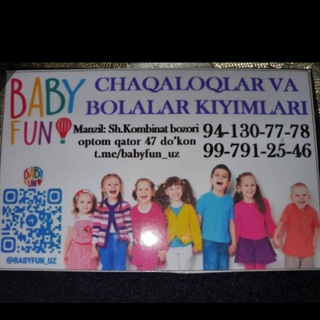 BABY
FUN!
CHAQALOQLAR VA
BOLALAR KIYIMLARI
Manzil: Sh.Kombinat bozori
optom qator 47 do'kon
t.me/babyfun_uz
94-130-77-78
99-791-25-46
BABY
FUN!
@BABYFUN_UZ